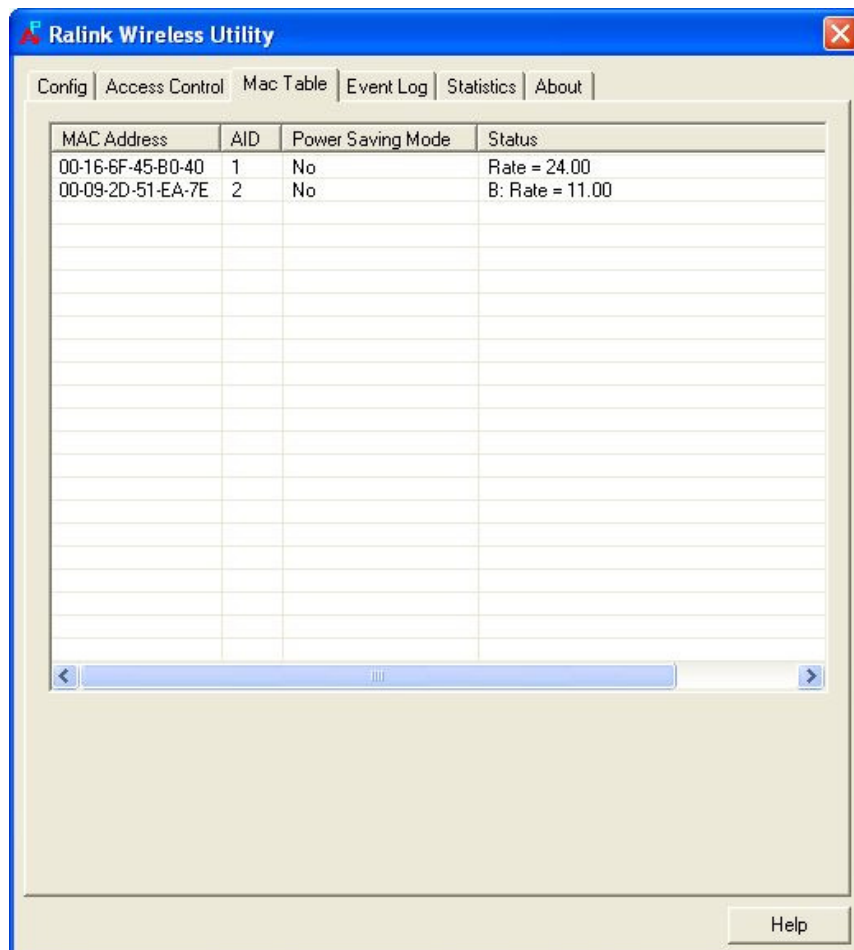 Ralink Wireless Utility
Config Access Control Mac Table Event Log Statistics About
MAC Address AID Power Saving Mode Status
00-16-6F-45-B0-40 1 No Rate = 24.00
00-09-2D-51-EA-7E 2 No B: Rate = 11.00
Help